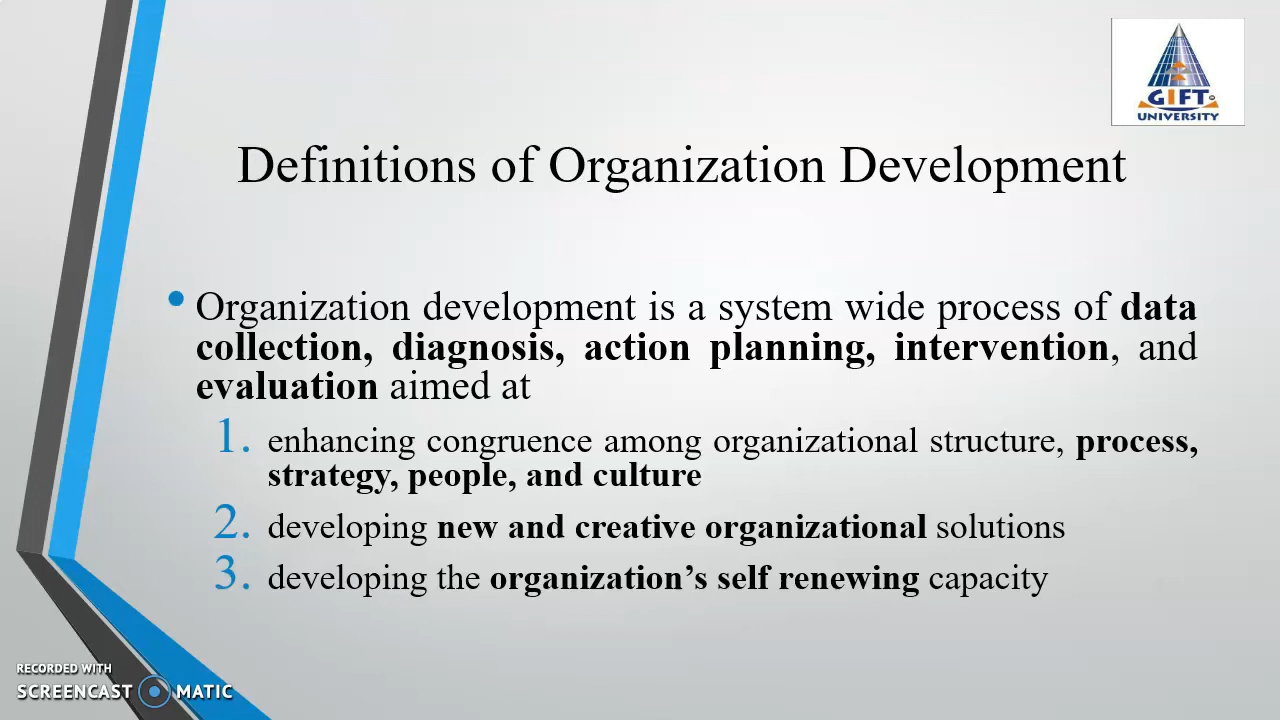 GIFT
UNIVERSITY
Definitions of Organization Development
• Organization development is a system wide process of data
collection, diagnosis, action planning, intervention, and
evaluation aimed at
1. enhancing congruence among organizational structure, process,
strategy, people, and culture
2. developing new and creative organizational solutions
3. developing the organization’s self renewing capacity
RECORDED WITH
SCREENCAST MATIC